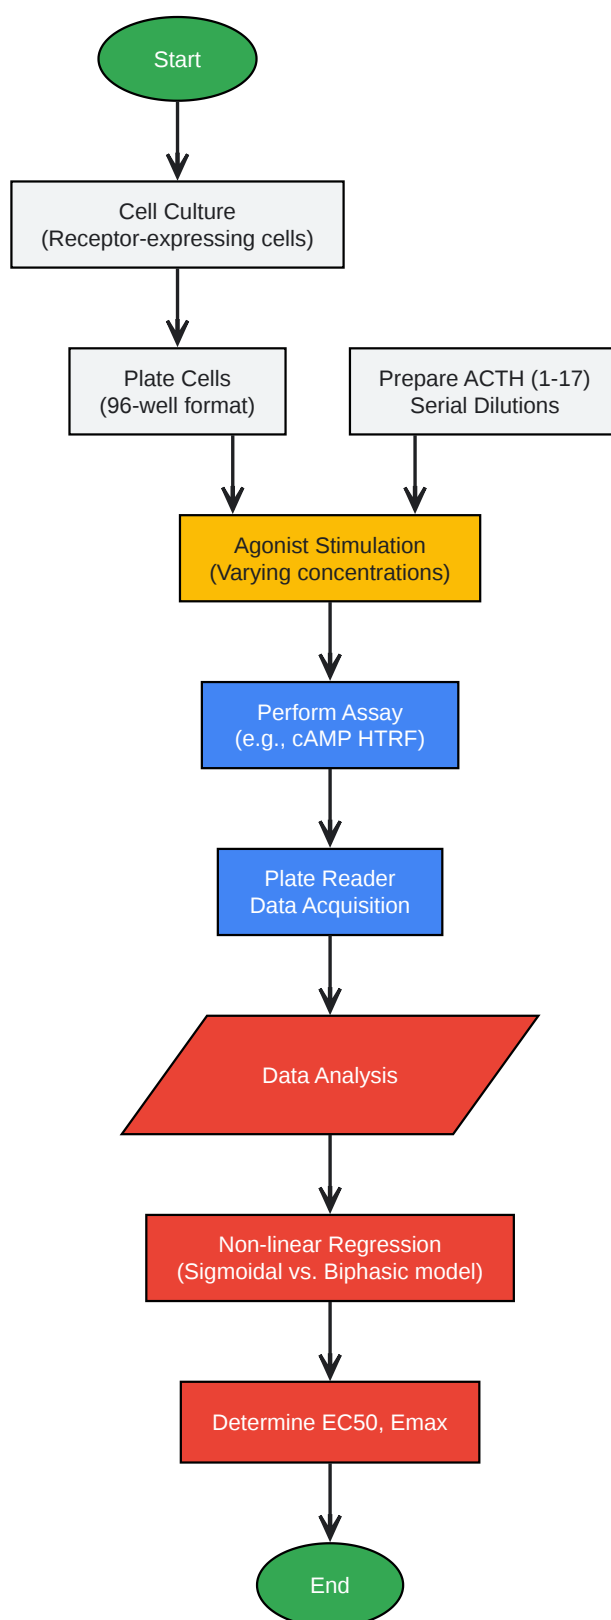 Start
Cell Culture
(Receptor-expressing cells)
Plate Cells
(96-well format)
Prepare ACTH (1-17)
Serial Dilutions
Agonist Stimulation
(Varying concentrations)
Perform Assay
(e.g., cAMP HTRF)
Plate Reader
Data Acquisition
Data Analysis
Non-linear Regression
(Sigmoidal vs. Biphasic model)
Determine EC50, Emax
End